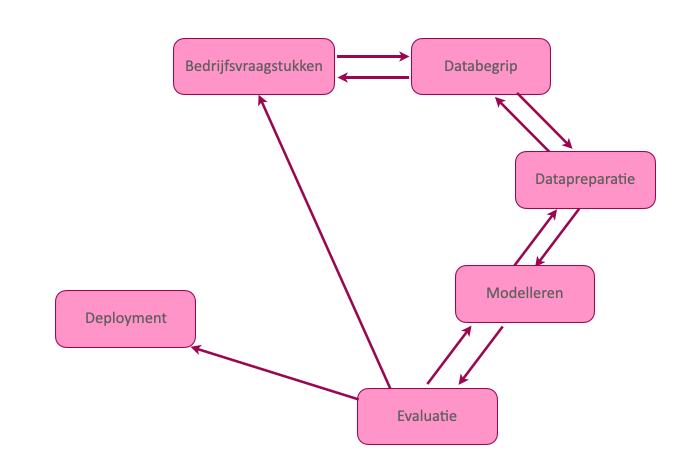 Bedrijfsvraagstukken
Databegrip
Datapreparatie
Modelleren
Deployment
Evaluatie